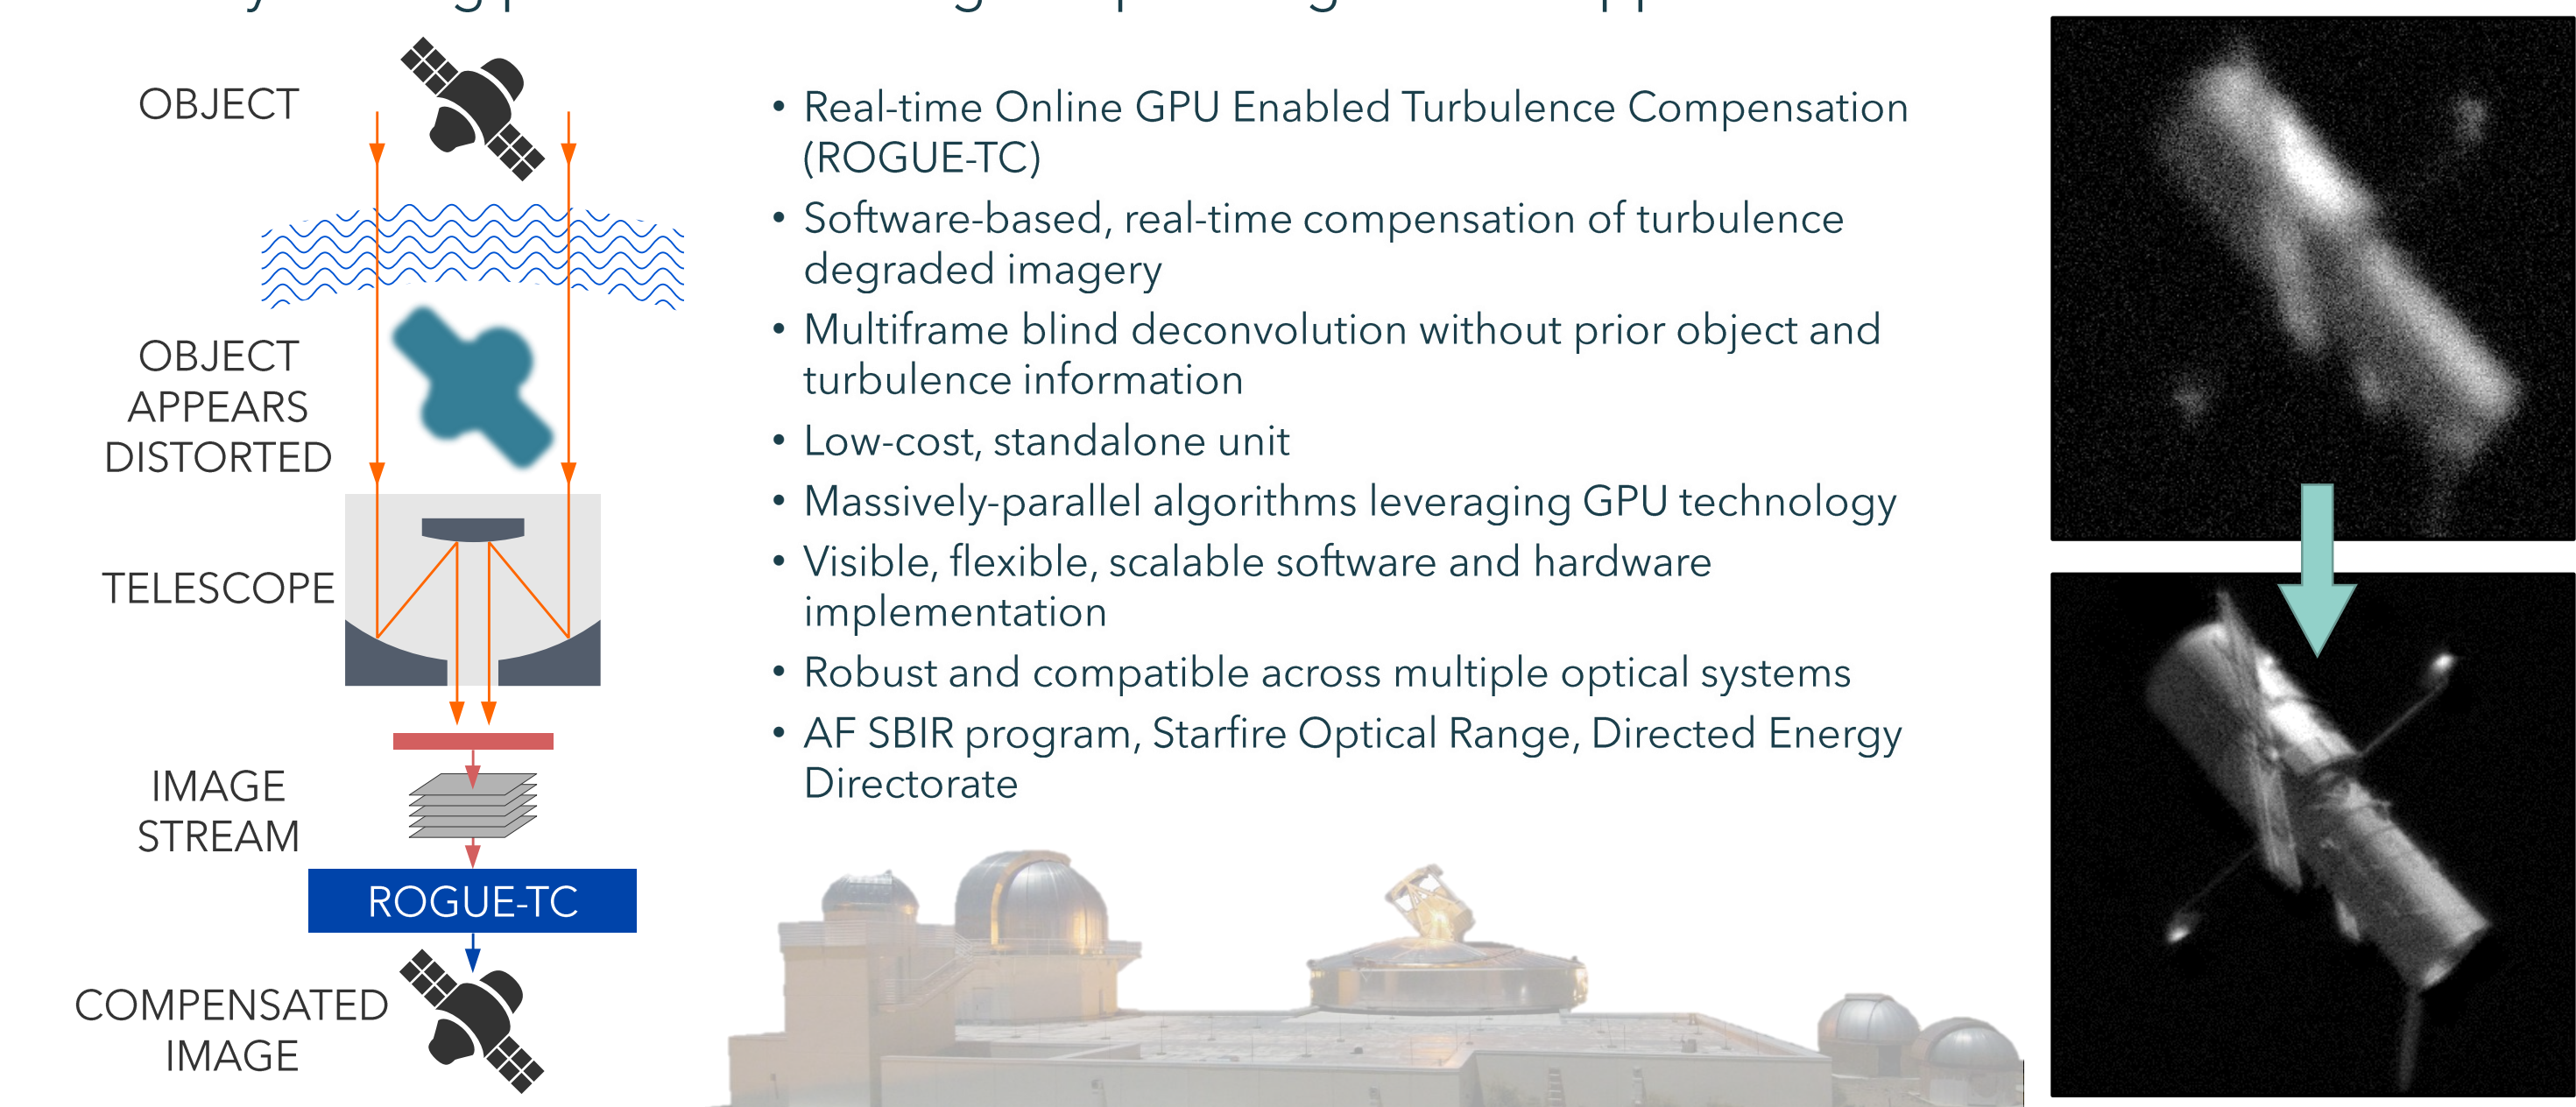 OBJECT
OBJECT
APPEARS
DISTORTED
TELESCOPE
IMAGE
STREAM
ROGUE-TC
COMPENSATED
IMAGE
• Real-time Online GPU Enabled Turbulence Compensation
(ROGUE-TC)
• Software-based, real-time compensation of turbulence
degraded imagery
• Multiframe blind deconvolution without prior object and
turbulence information
• Low-cost, standalone unit
• Massively-parallel algorithms leveraging GPU technology
• Visible, flexible, scalable software and hardware
implementation
• Robust and compatible across multiple optical systems
• AF SBIR program, Starfire Optical Range, Directed Energy
Directorate